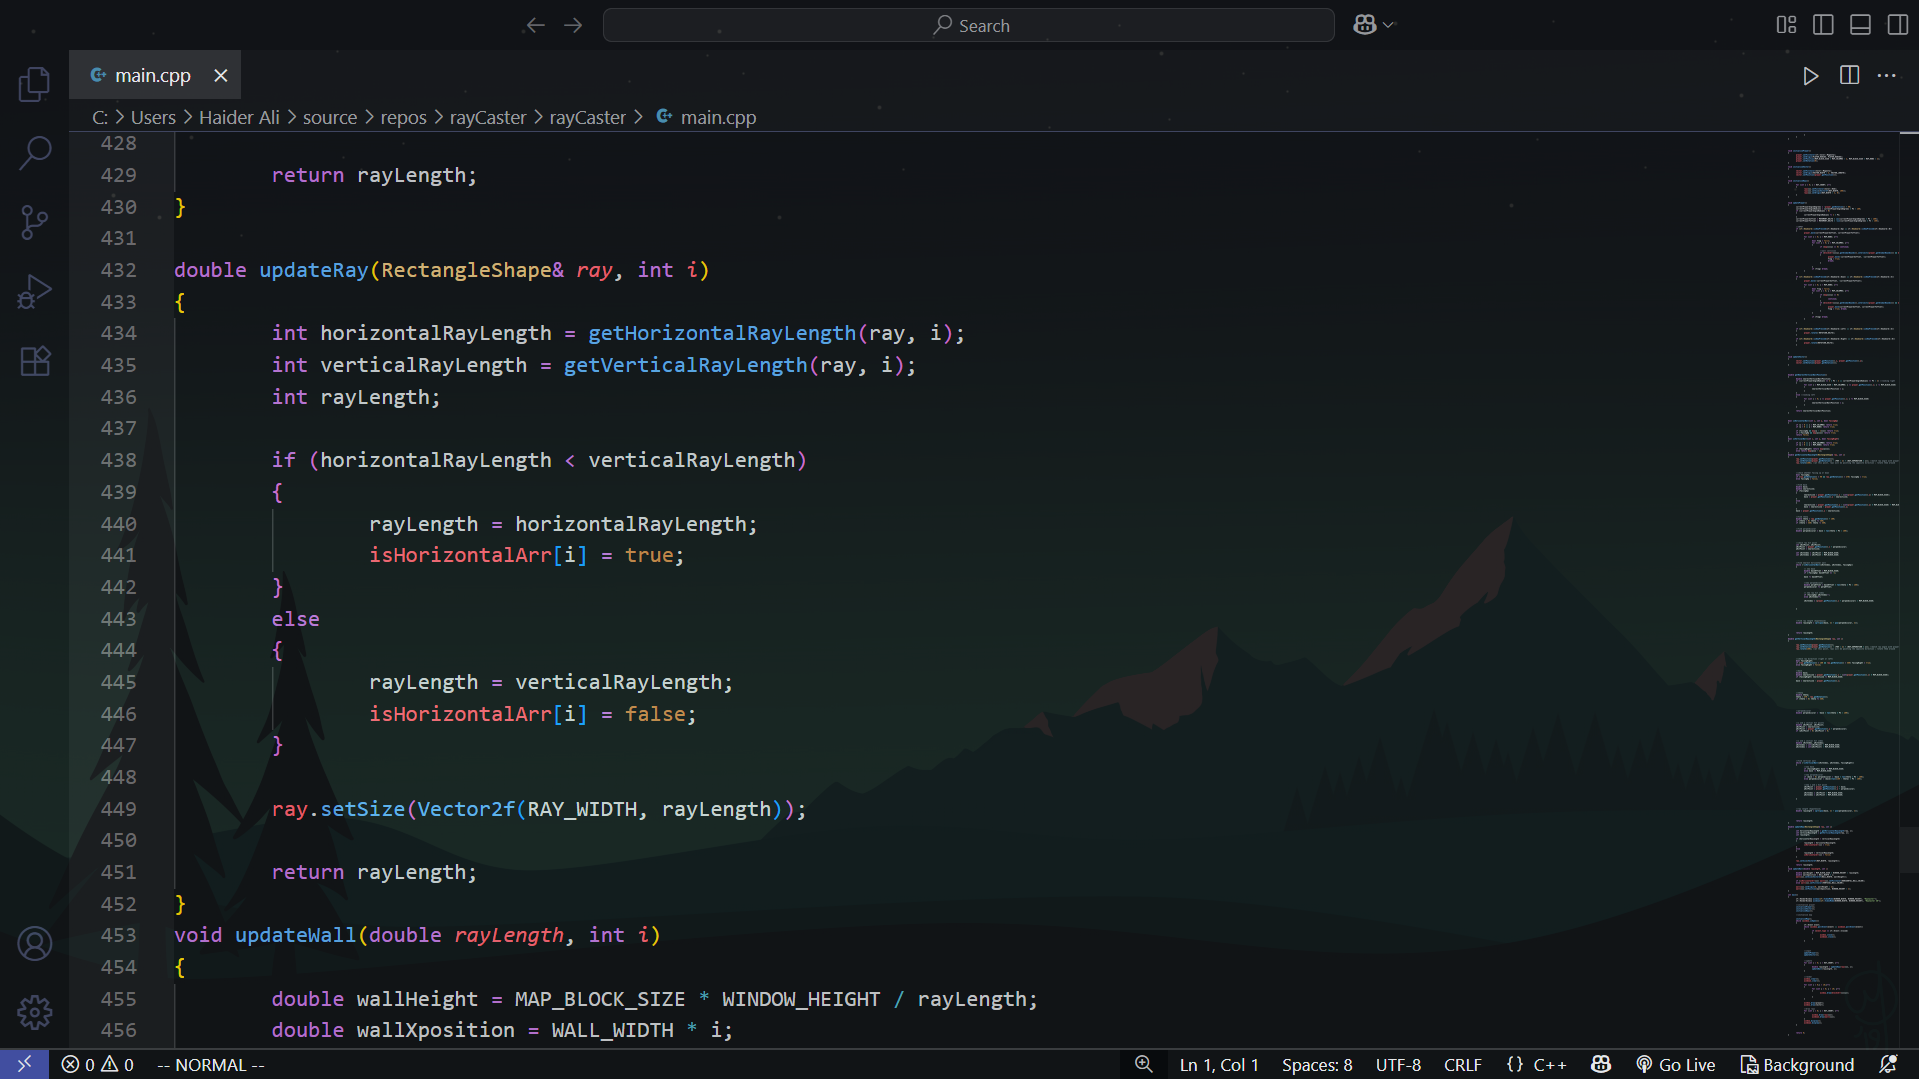 Search
main.cpp
C: > Users > Haider Ali > source > repos > rayCaster > rayCaster > main.cpp
428
429 return rayLength;
430 }
431
432 double updateRay(RectangleShape& ray, int i)
433 {
434 int horizontalRayLength = getHorizontalRayLength(ray, i);
435 int verticalRayLength = getVerticalRayLength(ray, i);
436 int rayLength;
437
438 if (horizontalRayLength < verticalRayLength)
439 {
440 rayLength = horizontalRayLength;
441 isHorizontalArr[i] = true;
442 }
443 else
444 {
445 rayLength = verticalRayLength;
446 isHorizontalArr[i] = false;
447 }
448
449 ray.setSize(Vector2f(RAY_WIDTH, rayLength));
450
451 return rayLength;
452 }
453 void updateWall(double rayLength, int i)
454 {
455 double wallHeight = MAP_BLOCK_SIZE * WINDOW_HEIGHT / rayLength;
456 double wallXposition = WALL_WIDTH * i;
0 0 -- NORMAL -- Ln 1, Col 1 Spaces: 8 UTF-8 CRLF {} C++ Go Live Background